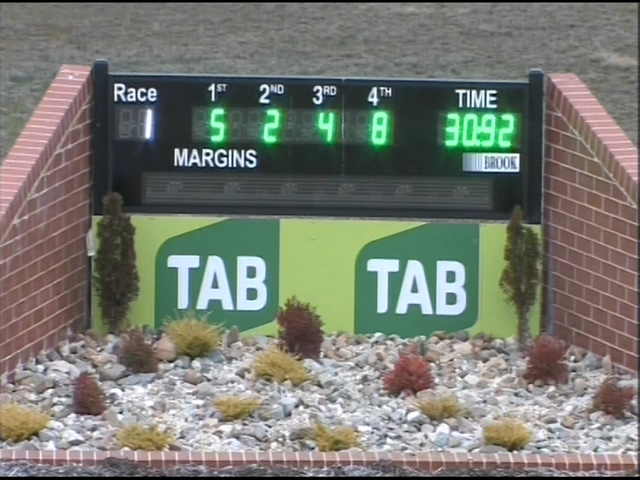 Race 1ST 2ND 3RD 4TH TIME
1 5 2 4 8 30.92
MARGINS BROOK
TAB TAB